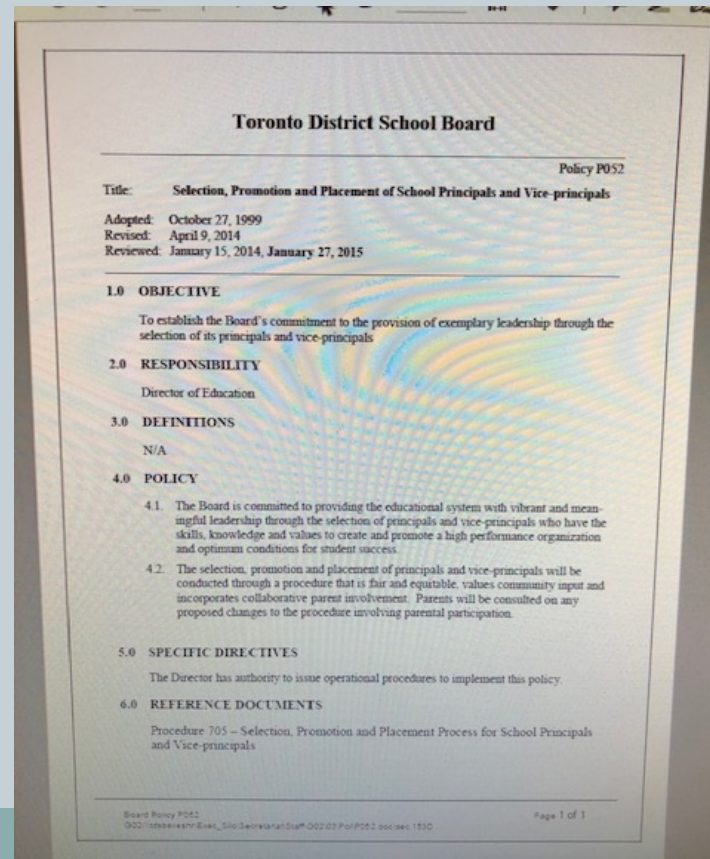 Toronto District School Board
Policy P052
Title: Selection, Promotion and Placement of School Principals and Vice-principals
Adopted: October 27, 1999
Revised: April 9, 2014
Reviewed: January 15, 2014, January 27, 2015
1.0 OBJECTIVE
To establish the Board's commitment to the provision of exemplary leadership through the
selection of its principals and vice-principals
2.0 RESPONSIBILITY
Director of Education
3.0 DEFINITIONS
N/A
4.0 POLICY
4.1. The Board is committed to providing the educational system with vibrant and mean-
ingful leadership through the selection of principals and vice-principals who have the
skills, knowledge and values to create and promote a high performance organization
and optimum conditions for student success.
4.2. The selection, promotion and placement of principals and vice-principals will be
conducted through a procedure that is fair and equitable, values community input and
incorporates collaborative parent involvement. Parents will be consulted on any
proposed changes to the procedure involving parental participation.
5.0 SPECIFIC DIRECTIVES
The Director has authority to issue operational procedures to implement this policy.
6.0 REFERENCE DOCUMENTS
Procedure 705 – Selection, Promotion and Placement Process for School Principals
and Vice-principals
Board Policy P052
Page 1 of 1